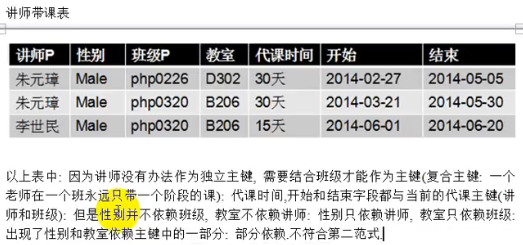 讲师带课表
讲师P 性别 班级P 教室 代课时间 开始 结束
朱元璋 Male php0226 D302 30天 2014-02-27 2014-05-05
朱元璋 Male php0320 B206 30天 2014-03-21 2014-05-30
李世民 Male php0320 B206 15天 2014-06-01 2014-06-20
以上表中: 因为讲师没有办法作为独立主键, 需要结合班级才能作为主键(复合主键: 一个
老师在一个班永远只带一个阶段的课): 代课时间,开始和结束字段都与当前的代课主键(讲
师和班级): 但是性别并不依赖班级, 教室不依赖讲师: 性别只依赖讲师, 教室只依赖班级:
出现了性别和教室依赖主键中的一部分: 部分依赖.不符合第二范式.